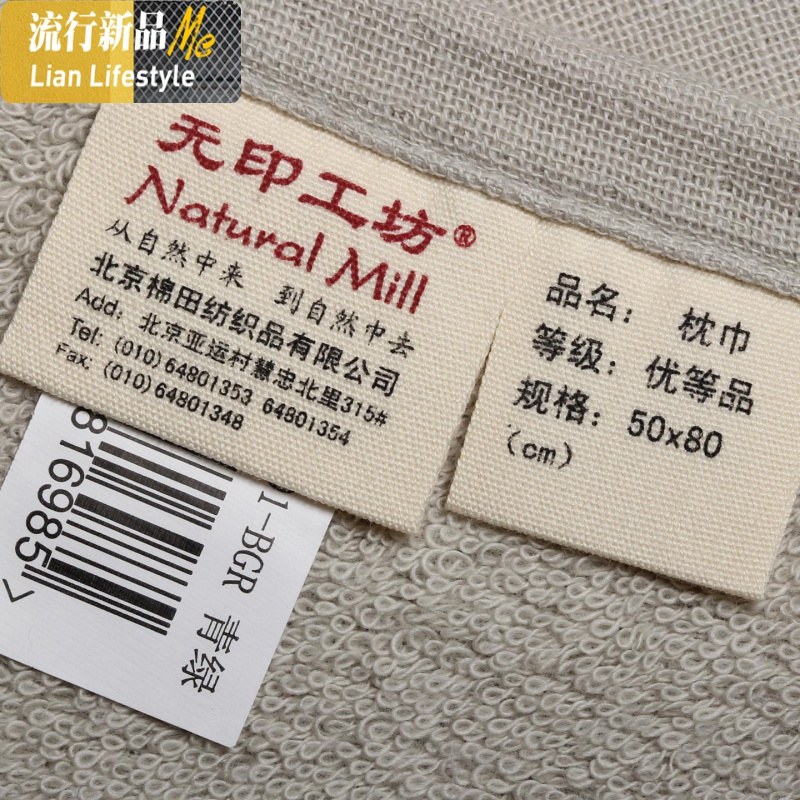 流行新品 Me
Lian Lifestyle
无印工坊®
Natural Mill
从自然中来 到自然中去
北京棉田纺织品有限公司
Add: 北京亚运村慧忠北里315#
Tel: (010)64801353 64801354
Fax: (010)64801348
品名: 枕巾
等级: 优等品
规格: 50x80
(cm)
816985>
1-BGR 青绿